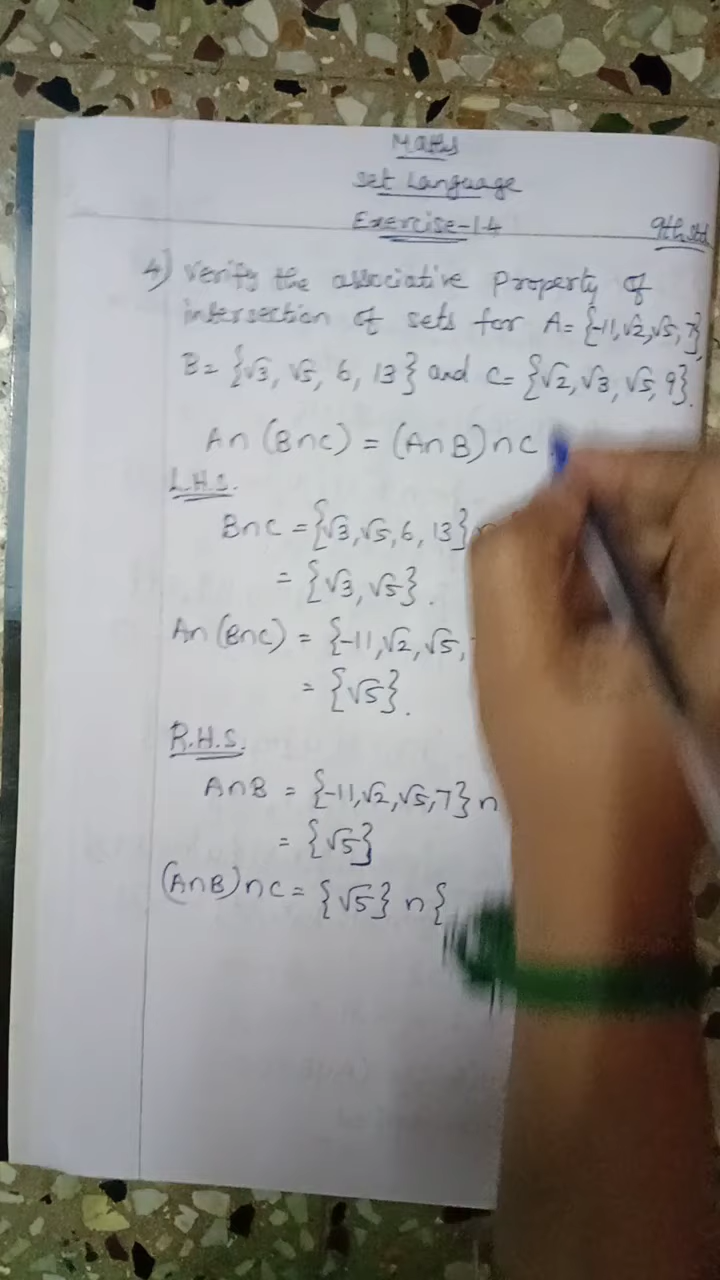 Maths
Set Language
Exercise-1.4
9th std
4) Verify the associative Property of
intersection of sets for A= {-11,√2,√5,7},
B= {√3, √5, 6, 13} and C= {√2,√3,√5,9}.
A∩(B∩C) = (A∩B)∩C
L.H.S.
B∩C = {√3,√5,6,13}
= {√3,√5}.
A∩(B∩C) = {-11,√2,√5,
= {√5}.
R.H.S.
A∩B = {-11,√2,√5,7} ∩
= {√5}
(A∩B)∩C = {√5} ∩ {